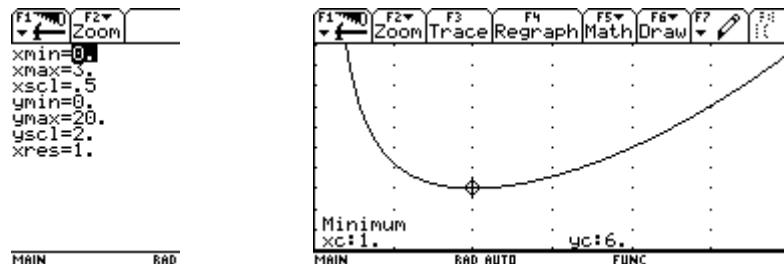 F1 F2
Zoom
xmin=0.
xmax=3.
xscl=.5
ymin=0.
ymax=20.
yscl=2.
xres=1.
MAIN RAD
F1 F2 F3 F4 F5 F6 F7
Zoom Trace Regraph Math Draw
Minimum
xc:1. yc:6.
MAIN RAD AUTO FUNC